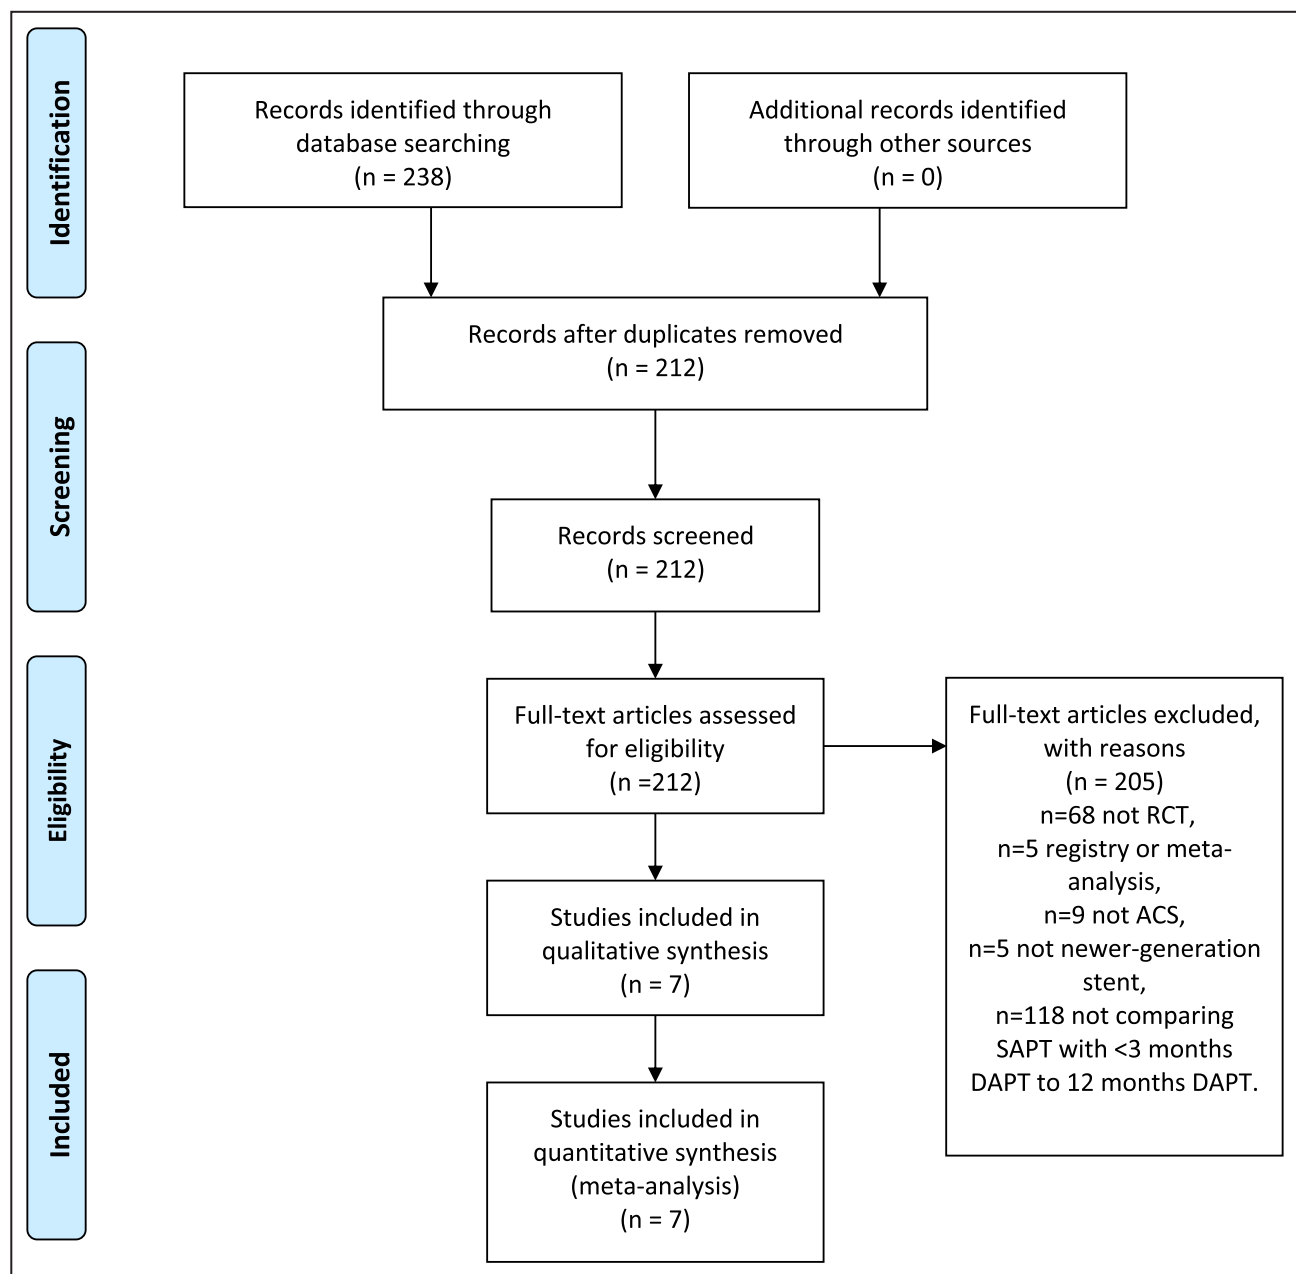 Identification
Records identified through
database searching
(n = 238)
Additional records identified
through other sources
(n = 0)
Records after duplicates removed
(n = 212)
Screening
Records screened
(n = 212)
Eligibility
Full-text articles assessed
for eligibility
(n =212)
Full-text articles excluded,
with reasons
(n = 205)
n=68 not RCT,
n=5 registry or meta-
analysis,
n=9 not ACS,
n=5 not newer-generation
stent,
n=118 not comparing
SAPT with <3 months
DAPT to 12 months DAPT.
Studies included in
qualitative synthesis
(n = 7)
Included
Studies included in
quantitative synthesis
(meta-analysis)
(n = 7)